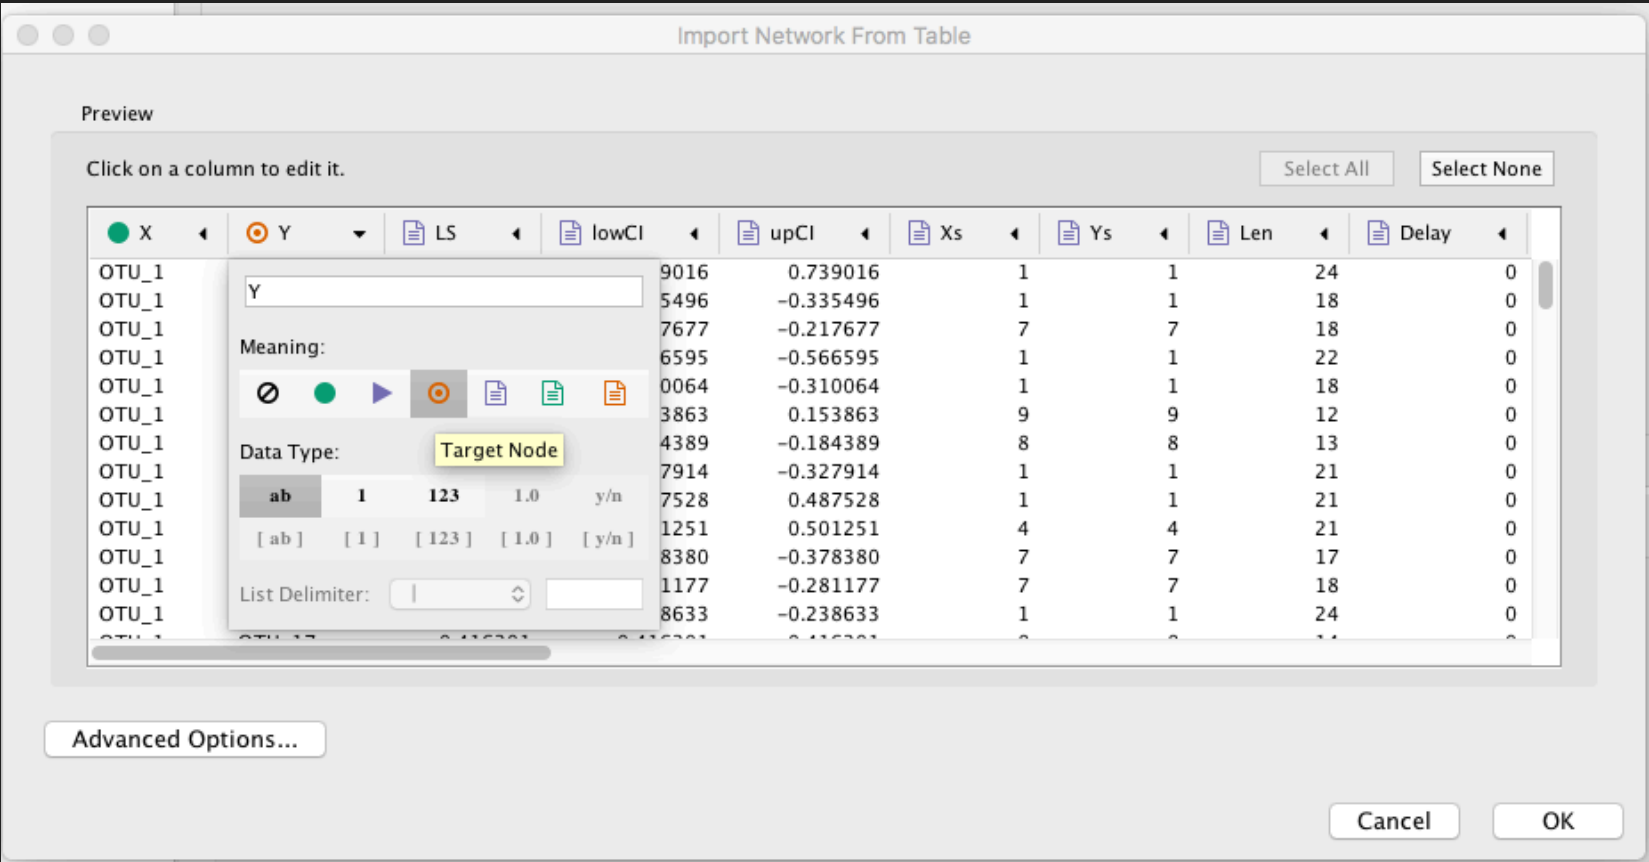 Import Network From Table
Preview
Click on a column to edit it.
Select All
Select None
X Y LS lowCI upCI Xs Ys Len Delay
OTU_1 9016 0.739016 1 1 24 0
OTU_1 5496 −0.335496 1 1 18 0
OTU_1 7677 −0.217677 7 7 18 0
OTU_1 6595 −0.566595 1 1 22 0
OTU_1 0064 −0.310064 1 1 18 0
OTU_1 3863 0.153863 9 9 12 0
OTU_1 4389 −0.184389 8 8 13 0
OTU_1 7914 −0.327914 1 1 21 0
OTU_1 7528 0.487528 1 1 21 0
OTU_1 1251 0.501251 4 4 21 0
OTU_1 8380 −0.378380 7 7 17 0
OTU_1 1177 −0.281177 7 7 18 0
OTU_1 8633 −0.238633 1 1 24 0
Y
Meaning:
Target Node
Data Type:
ab 1 123 1.0 y/n
[ ab ] [ 1 ] [ 123 ] [ 1.0 ] [ y/n ]
List Delimiter: |
Advanced Options...
Cancel
OK